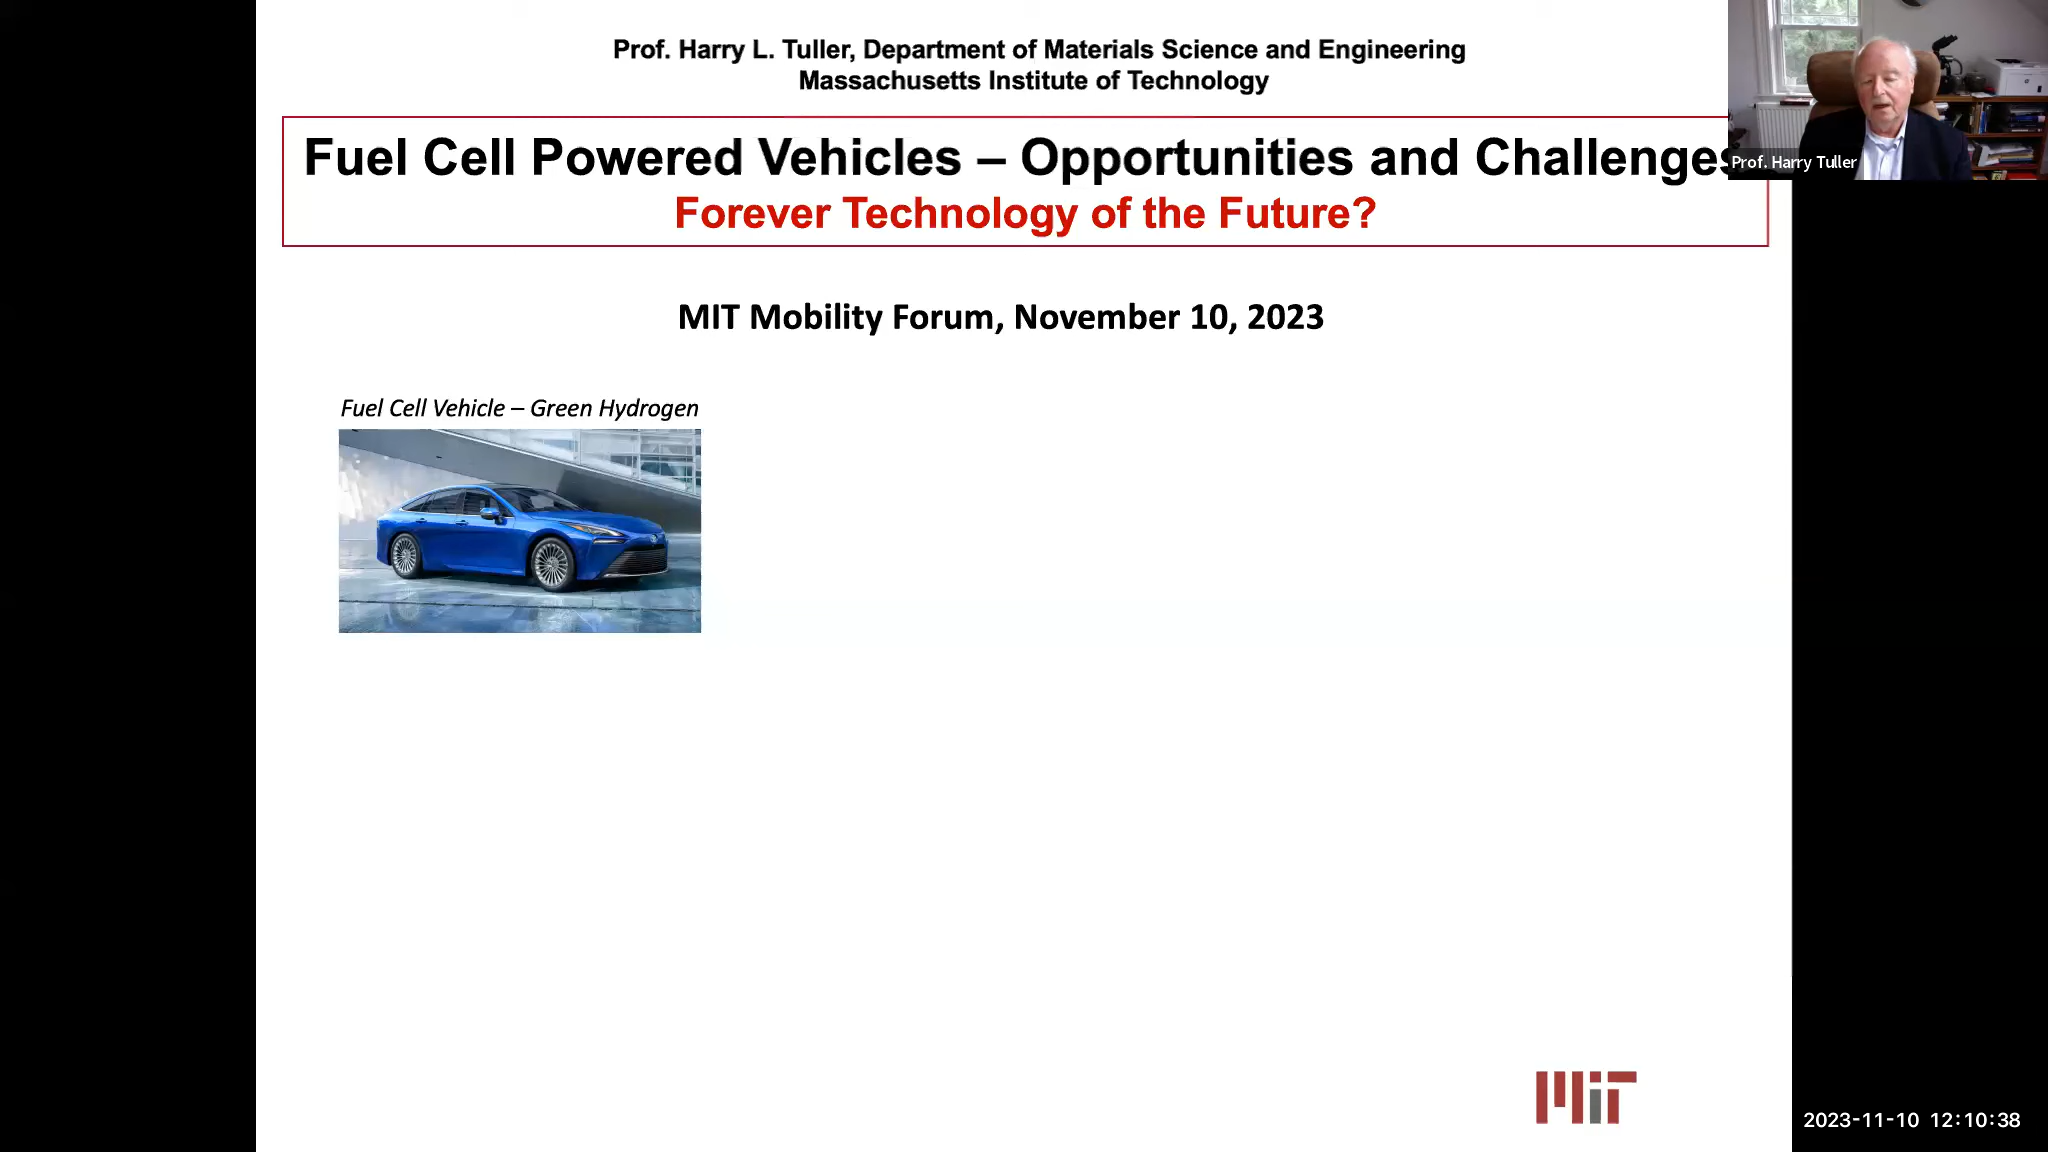 Prof. Harry L. Tuller, Department of Materials Science and Engineering
Massachusetts Institute of Technology
Fuel Cell Powered Vehicles – Opportunities and Challenges
Forever Technology of the Future?
Prof. Harry Tuller
MIT Mobility Forum, November 10, 2023
Fuel Cell Vehicle – Green Hydrogen
MIT
2023-11-10 12:10:38